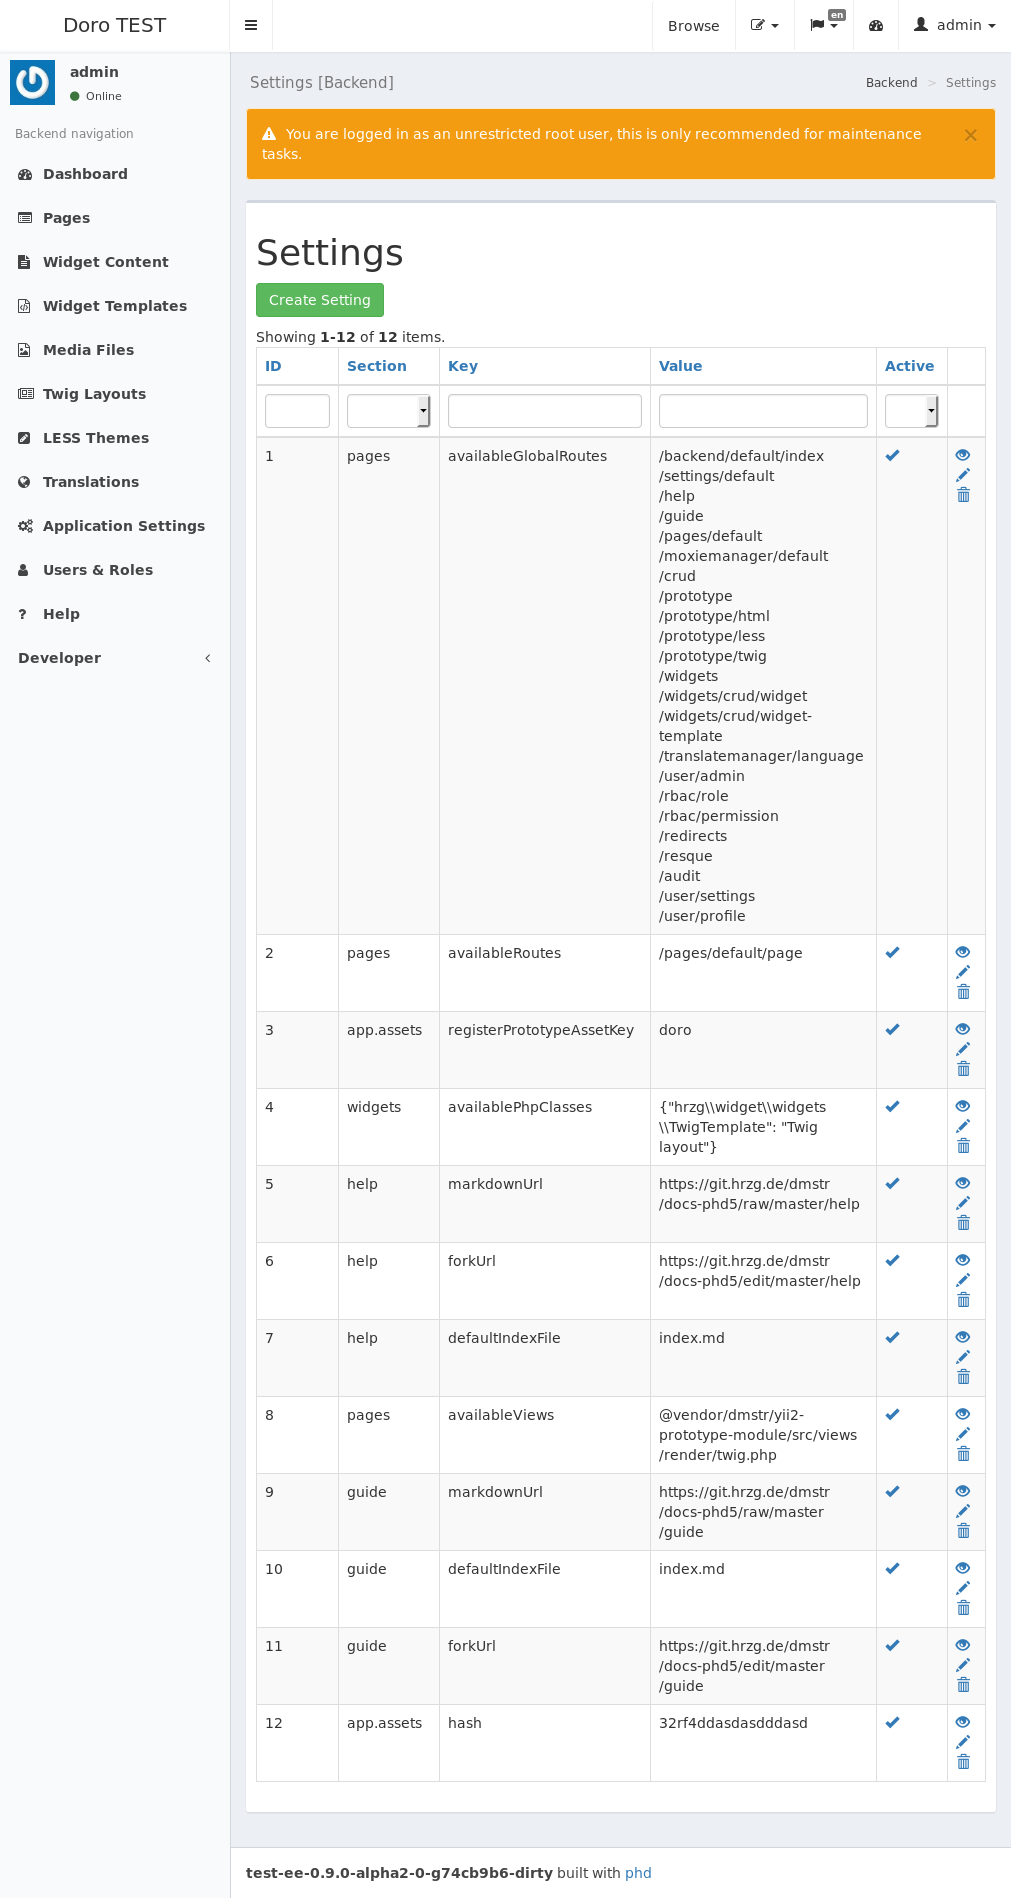 Doro TEST
Browse
en
admin
admin
Online
Backend navigation
Dashboard
Pages
Widget Content
Widget Templates
Media Files
Twig Layouts
LESS Themes
Translations
Application Settings
Users & Roles
? Help
Developer
Settings [Backend]
Backend > Settings
You are logged in as an unrestricted root user, this is only recommended for maintenance
tasks.
×
Settings
Create Setting
Showing 1-12 of 12 items.
ID Section Key Value Active
1 pages availableGlobalRoutes /backend/default/index
/settings/default
/help
/guide
/pages/default
/moxiemanager/default
/crud
/prototype
/prototype/html
/prototype/less
/prototype/twig
/widgets
/widgets/crud/widget
/widgets/crud/widget-
template
/translatemanager/language
/user/admin
/rbac/role
/rbac/permission
/redirects
/resque
/audit
/user/settings
/user/profile
2 pages availableRoutes /pages/default/page
3 app.assets registerPrototypeAssetKey doro
4 widgets availablePhpClasses {"hrzg\\widget\\widgets
\\TwigTemplate": "Twig
layout"}
5 help markdownUrl https://git.hrzg.de/dmstr
/docs-phd5/raw/master/help
6 help forkUrl https://git.hrzg.de/dmstr
/docs-phd5/edit/master/help
7 help defaultIndexFile index.md
8 pages availableViews @vendor/dmstr/yii2-
prototype-module/src/views
/render/twig.php
9 guide markdownUrl https://git.hrzg.de/dmstr
/docs-phd5/raw/master
/guide
10 guide defaultIndexFile index.md
11 guide forkUrl https://git.hrzg.de/dmstr
/docs-phd5/edit/master
/guide
12 app.assets hash 32rf4ddasdasdddasd
test-ee-0.9.0-alpha2-0-g74cb9b6-dirty built with phd